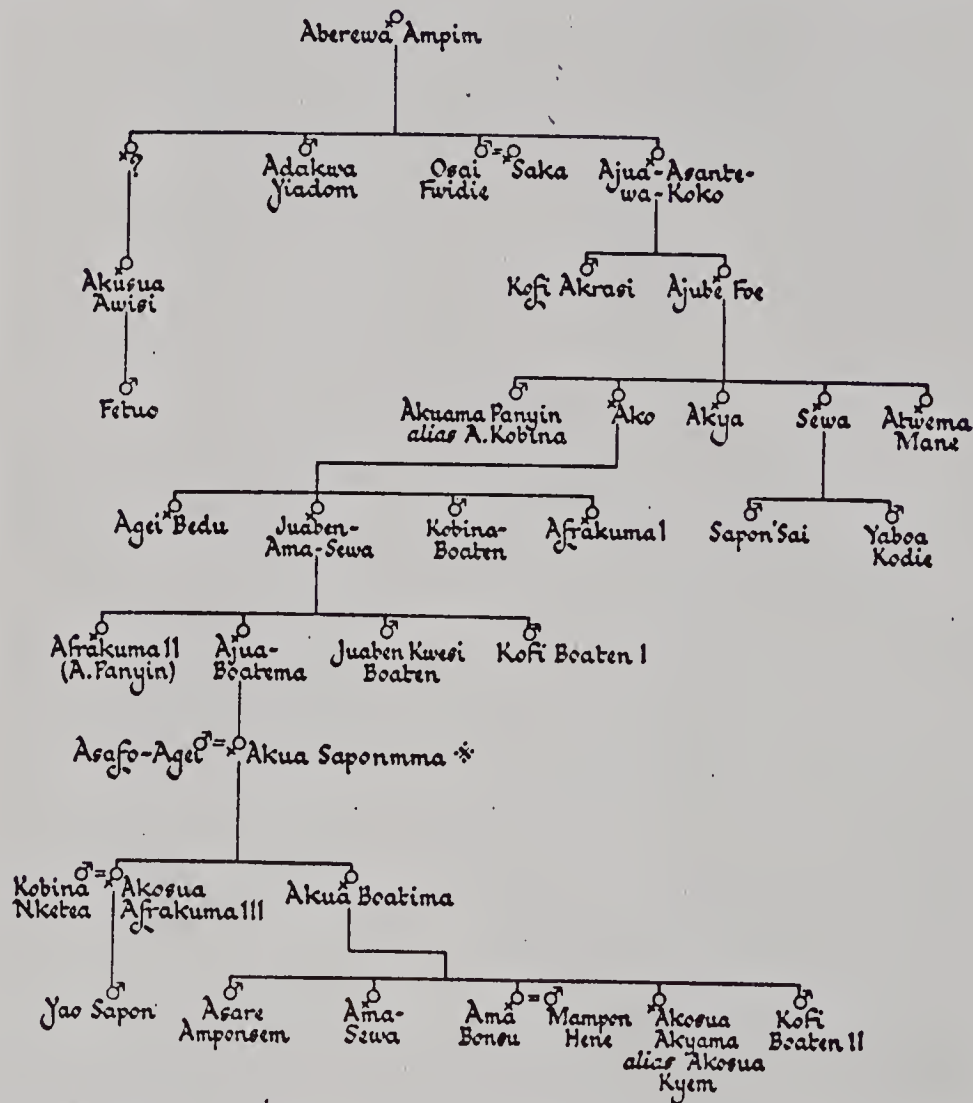 Aberewa Ampim
?
Adakwa
Yiadom
Osai
Fwidie
=
Saka
Ajua-Asante-
wa-Koko
Akusua
Awisi
Kofi Akrasi
Ajube Foe
Fetuo
Akuama Panyin
alias A. Kobina
Ako
Akya
Sewa
Atwema
Mane
Agei Bedu
Juaben-
Ama-Sewa
Kobina-
Boaten
Afrakuma I
Sapon'Sai
Yaboa
Kodie
Afrakuma II
(A. Panyin)
Ajua-
Boatema
Juaben Kwesi
Boaten
Kofi Boaten I
Asafo-Agei = Akua Saponmma ※
Kobina
Nketea
=
Akosua
Afrakuma III
Akua Boatima
Yao Sapon
Asare
Amponsem
Ama-
Sewa
Ama
Bonsu
=
Mampon
Hene
Akosua
Akyama
alias Akosua
Kyem
Kofi
Boaten II